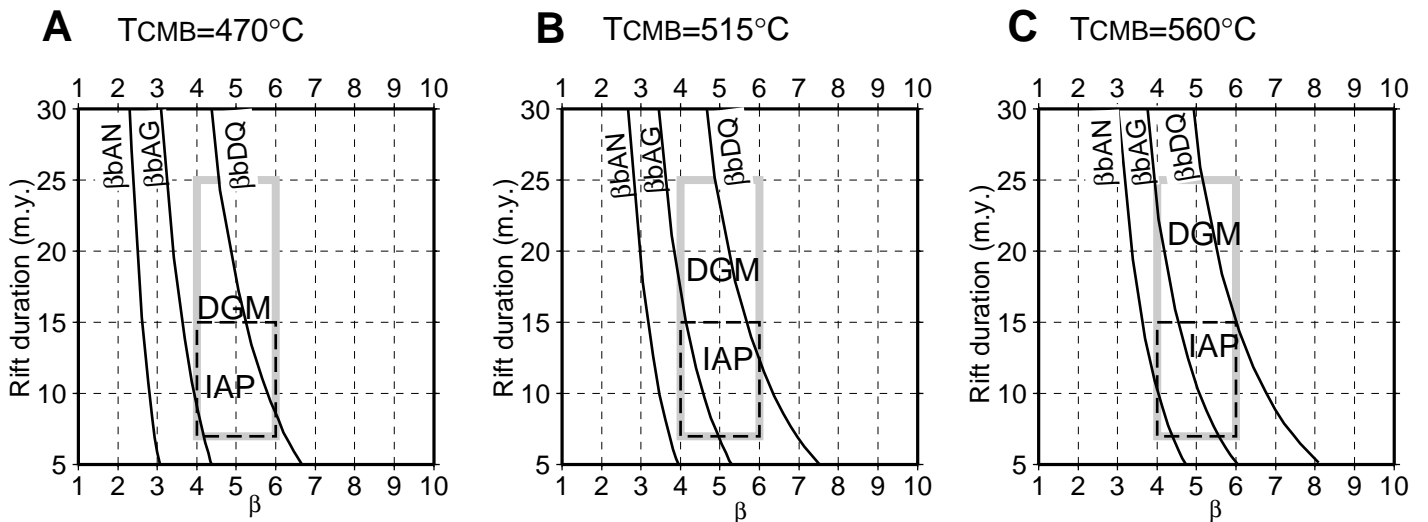 A TCMB=470°C
1 2 3 4 5 6 7 8 9 10
30
25
20
15
10
5
Rift duration (m.y.)
βbAN
βbAG
βbDQ
DGM
IAP
1 2 3 4 5 6 7 8 9 10
β
B TCMB=515°C
1 2 3 4 5 6 7 8 9 10
30
25
20
15
10
5
Rift duration (m.y.)
βbAN
βbAG
βbDQ
DGM
IAP
1 2 3 4 5 6 7 8 9 10
β
C TCMB=560°C
1 2 3 4 5 6 7 8 9 10
30
25
20
15
10
5
Rift duration (m.y.)
βbAN
βbAG
βbDQ
DGM
IAP
1 2 3 4 5 6 7 8 9 10
β